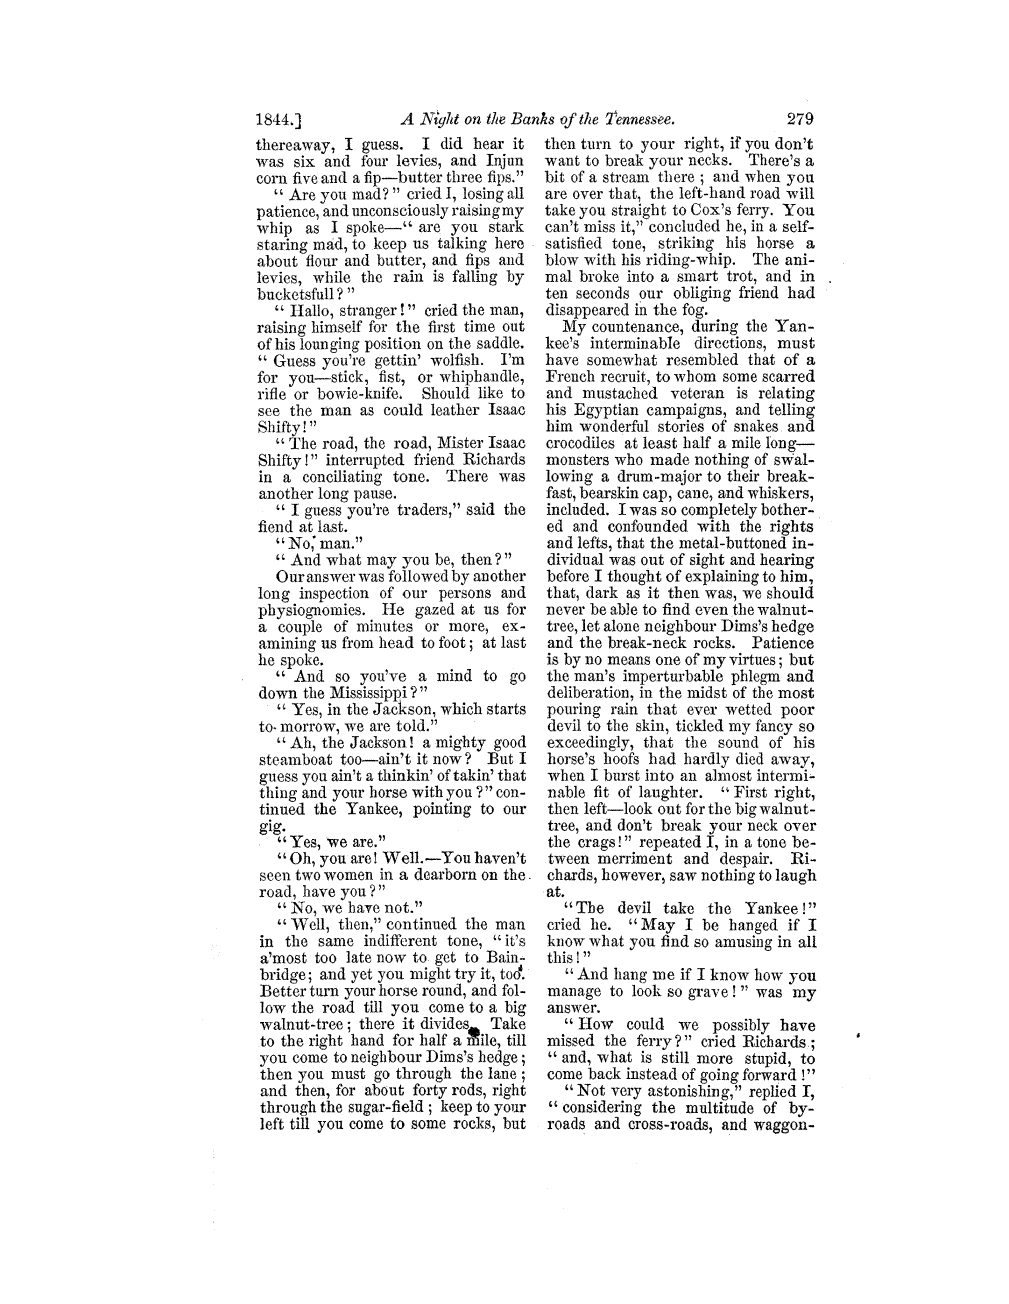 1844.] A Night on the Banks of the Tennessee. 279
thereaway, I guess. I did hear it
was six and four levies, and Injun
corn five and a fip—butter three fips."
" Are you mad? " cried I, losing all
patience, and unconsciously raising my
whip as I spoke—" are you stark
staring mad, to keep us talking here
about flour and butter, and fips and
levies, while the rain is falling by
bucketsfull? "
" Hallo, stranger! " cried the man,
raising himself for the first time out
of his lounging position on the saddle.
" Guess you're gettin' wolfish. I'm
for you—stick, fist, or whiphandle,
rifle or bowie-knife. Should like to
see the man as could leather Isaac
Shifty! "
" The road, the road, Mister Isaac
Shifty! " interrupted friend Richards
in a conciliating tone. There was
another long pause.
" I guess you're traders," said the
fiend at last.
" No, man."
" And what may you be, then? "
Our answer was followed by another
long inspection of our persons and
physiognomies. He gazed at us for
a couple of minutes or more, ex-
amining us from head to foot; at last
he spoke.
" And so you've a mind to go
down the Mississippi? "
" Yes, in the Jackson, which starts
to-morrow, we are told."
" Ah, the Jackson! a mighty good
steamboat too—ain't it now? But I
guess you ain't a thinkin' of takin' that
thing and your horse with you ? " con-
tinued the Yankee, pointing to our
gig.
" Yes, we are."
" Oh, you are! Well.—You haven't
seen two women in a dearborn on the
road, have you ? "
" No, we have not."
" Well, then," continued the man
in the same indifferent tone, " it's
a'most too late now to get to Bain-
bridge; and yet you might try it, too.
Better turn your horse round, and fol-
low the road till you come to a big
walnut-tree; there it divides. Take
to the right hand for half a mile, till
you come to neighbour Dims's hedge;
then you must go through the lane;
and then, for about forty rods, right
through the sugar-field; keep to your
left till you come to some rocks, but
then turn to your right, if you don't
want to break your necks. There's a
bit of a stream there; and when you
are over that, the left-hand road will
take you straight to Cox's ferry. You
can't miss it," concluded he, in a self-
satisfied tone, striking his horse a
blow with his riding-whip. The ani-
mal broke into a smart trot, and in
ten seconds our obliging friend had
disappeared in the fog.
My countenance, during the Yan-
kee's interminable directions, must
have somewhat resembled that of a
French recruit, to whom some scarred
and mustached veteran is relating
his Egyptian campaigns, and telling
him wonderful stories of snakes and
crocodiles at least half a mile long—
monsters who made nothing of swal-
lowing a drum-major to their break-
fast, bearskin cap, cane, and whiskers,
included. I was so completely bother-
ed and confounded with the rights
and lefts, that the metal-buttoned in-
dividual was out of sight and hearing
before I thought of explaining to him,
that, dark as it then was, we should
never be able to find even the walnut-
tree, let alone neighbour Dims's hedge
and the break-neck rocks. Patience
is by no means one of my virtues; but
the man's imperturbable phlegm and
deliberation, in the midst of the most
pouring rain that ever wetted poor
devil to the skin, tickled my fancy so
exceedingly, that the sound of his
horse's hoofs had hardly died away,
when I burst into an almost intermi-
nable fit of laughter. " First right,
then left—look out for the big walnut-
tree, and don't break your neck over
the crags! " repeated I, in a tone be-
tween merriment and despair. Ri-
chards, however, saw nothing to laugh
at.
" The devil take the Yankee! "
cried he. " May I be hanged if I
know what you find so amusing in all
this! "
" And hang me if I know how you
manage to look so grave! " was my
answer.
" How could we possibly have
missed the ferry? " cried Richards;
" and, what is still more stupid, to
come back instead of going forward! "
" Not very astonishing," replied I,
" considering the multitude of by-
roads and cross-roads, and waggon-